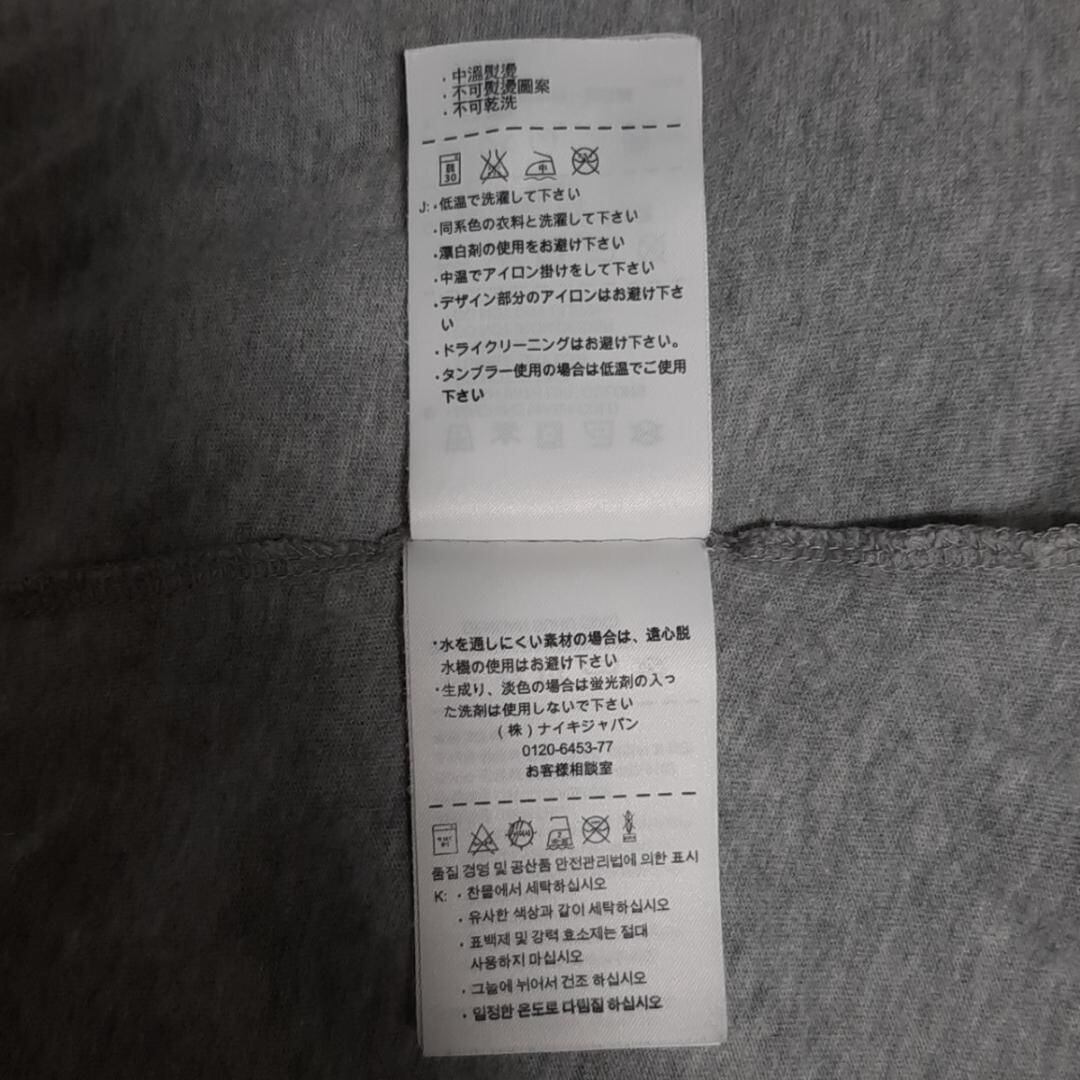 . 中溫熨燙
. 不可熨燙圖案
. 不可乾洗
30
中
J: ・低温で洗濯して下さい
・同系色の衣料と洗濯して下さい
・漂白剤の使用をお避け下さい
・中温でアイロン掛けをして下さい
・デザイン部分のアイロンはお避け下さ
い
・ドライクリーニングはお避け下さい。
・タンブラー使用の場合は低温でご使用
下さい
・水を通しにくい素材の場合は、遠心脱
水機の使用はお避け下さい
・生成り、淡色の場合は蛍光剤の入っ
た洗剤は使用しないで下さい
(株)ナイキジャパン
0120-6453-77
お客様相談室
품질 경영 및 공산품 안전관리법에 의한 표시
K: . 찬물에서 세탁하십시오
. 유사한 색상과 같이 세탁하십시오
. 표백제 및 강력 효소제는 절대
사용하지 마십시오
. 그늘에 뉘어서 건조 하십시오
. 일정한 온도로 다림질 하십시오